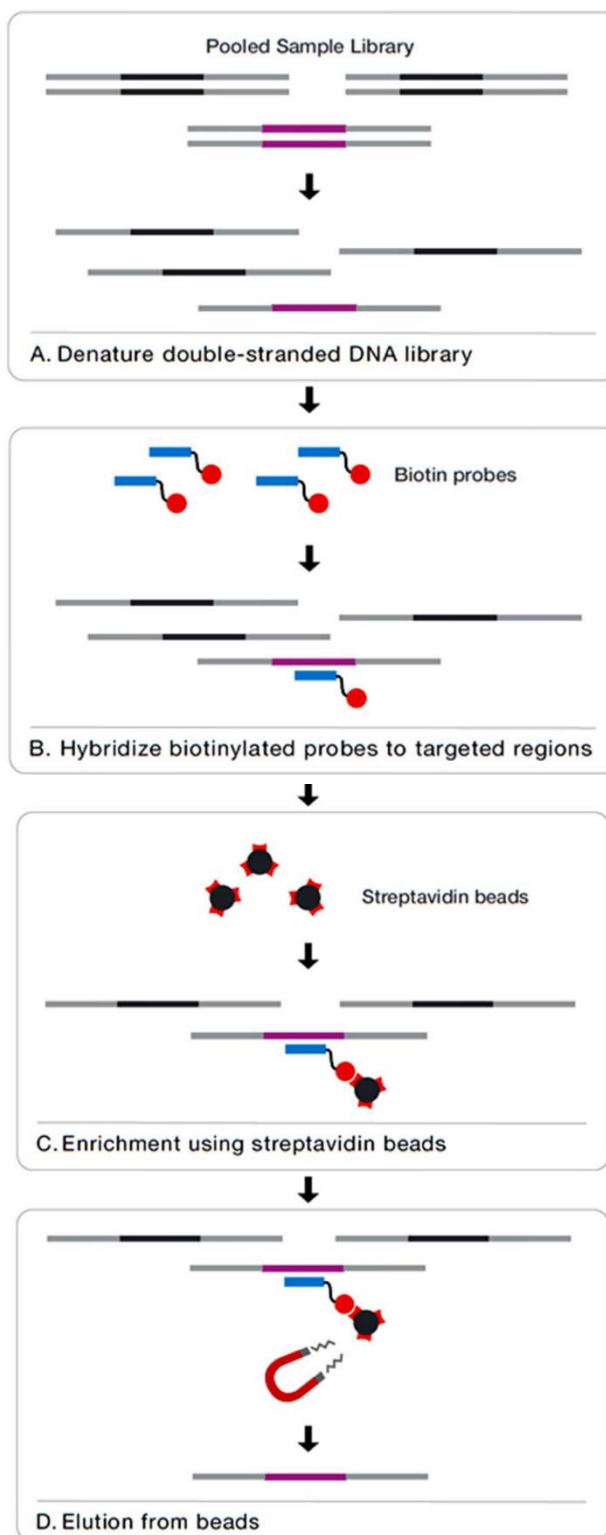 Pooled Sample Library
A. Denature double-stranded DNA library
Biotin probes
B. Hybridize biotinylated probes to targeted regions
Streptavidin beads
C. Enrichment using streptavidin beads
D. Elution from beads